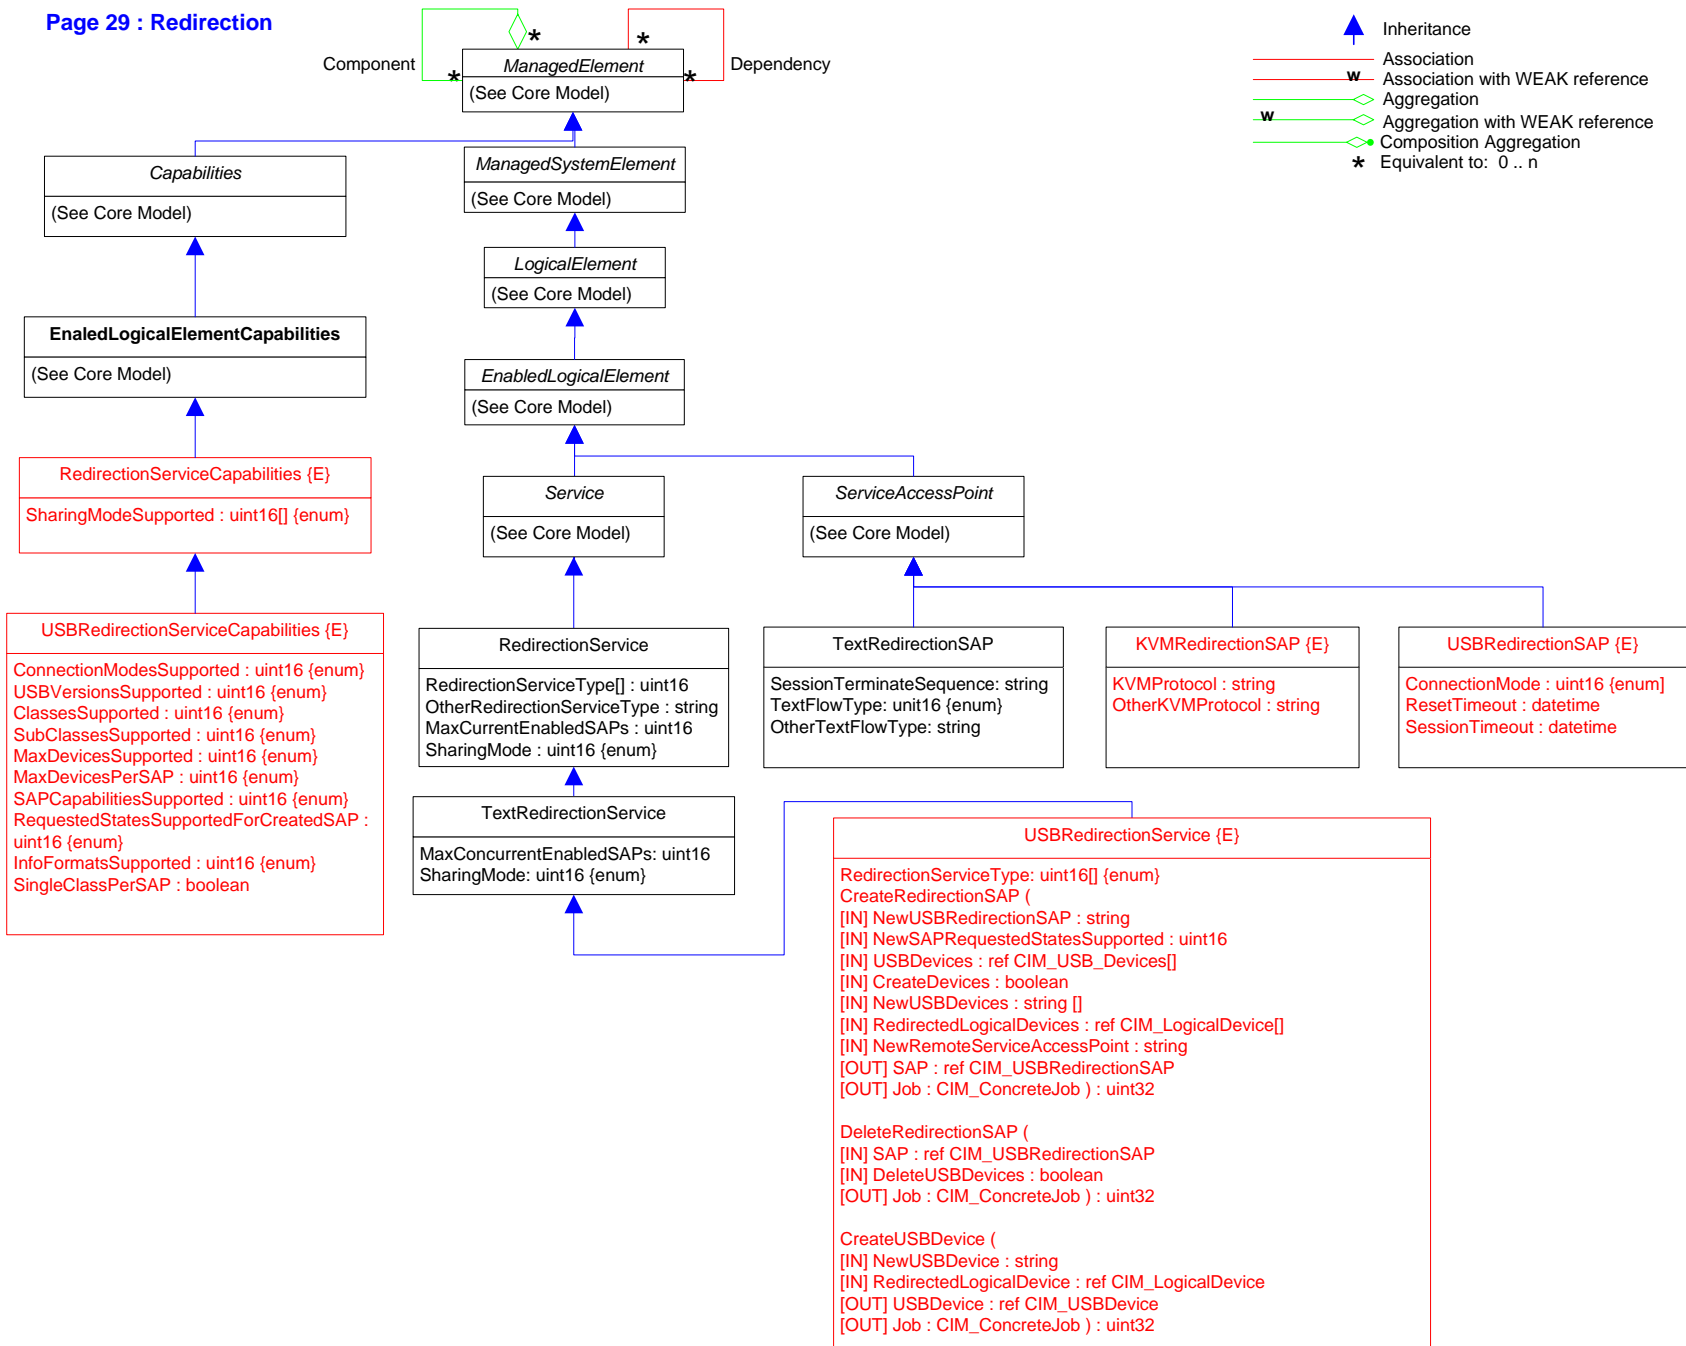 Page 29 : Redirection
Component
*
*
*
*
Dependency
ManagedElement
(See Core Model)
Inheritance
Association
w
Association with WEAK reference
Aggregation
w
Aggregation with WEAK reference
Composition Aggregation
*
Equivalent to: 0 .. n
Capabilities
(See Core Model)
ManagedSystemElement
(See Core Model)
LogicalElement
(See Core Model)
EnaledLogicalElementCapabilities
(See Core Model)
EnabledLogicalElement
(See Core Model)
RedirectionServiceCapabilities {E}
SharingModeSupported : uint16[] {enum}
Service
(See Core Model)
ServiceAccessPoint
(See Core Model)
USBRedirectionServiceCapabilities {E}
ConnectionModesSupported : uint16 {enum}
USBVersionsSupported : uint16 {enum}
ClassesSupported : uint16 {enum}
SubClassesSupported : uint16 {enum}
MaxDevicesSupported : uint16 {enum}
MaxDevicesPerSAP : uint16 {enum}
SAPCapabilitiesSupported : uint16 {enum}
RequestedStatesSupportedForCreatedSAP :
uint16 {enum}
InfoFormatsSupported : uint16 {enum}
SingleClassPerSAP : boolean
RedirectionService
RedirectionServiceType[] : uint16
OtherRedirectionServiceType : string
MaxCurrentEnabledSAPs : uint16
SharingMode : uint16 {enum}
TextRedirectionSAP
SessionTerminateSequence: string
TextFlowType: unit16 {enum}
OtherTextFlowType: string
KVMRedirectionSAP {E}
KVMProtocol : string
OtherKVMProtocol : string
USBRedirectionSAP {E}
ConnectionMode : uint16 {enum]
ResetTimeout : datetime
SessionTimeout : datetime
TextRedirectionService
MaxConcurrentEnabledSAPs: uint16
SharingMode: uint16 {enum}
USBRedirectionService {E}
RedirectionServiceType: uint16[] {enum}
CreateRedirectionSAP (
[IN] NewUSBRedirectionSAP : string
[IN] NewSAPRequestedStatesSupported : uint16
[IN] USBDevices : ref CIM_USB_Devices[]
[IN] CreateDevices : boolean
[IN] NewUSBDevices : string []
[IN] RedirectedLogicalDevices : ref CIM_LogicalDevice[]
[IN] NewRemoteServiceAccessPoint : string
[OUT] SAP : ref CIM_USBRedirectionSAP
[OUT] Job : CIM_ConcreteJob ) : uint32
DeleteRedirectionSAP (
[IN] SAP : ref CIM_USBRedirectionSAP
[IN] DeleteUSBDevices : boolean
[OUT] Job : CIM_ConcreteJob ) : uint32
CreateUSBDevice (
[IN] NewUSBDevice : string
[IN] RedirectedLogicalDevice : ref CIM_LogicalDevice
[OUT] USBDevice : ref CIM_USBDevice
[OUT] Job : CIM_ConcreteJob ) : uint32